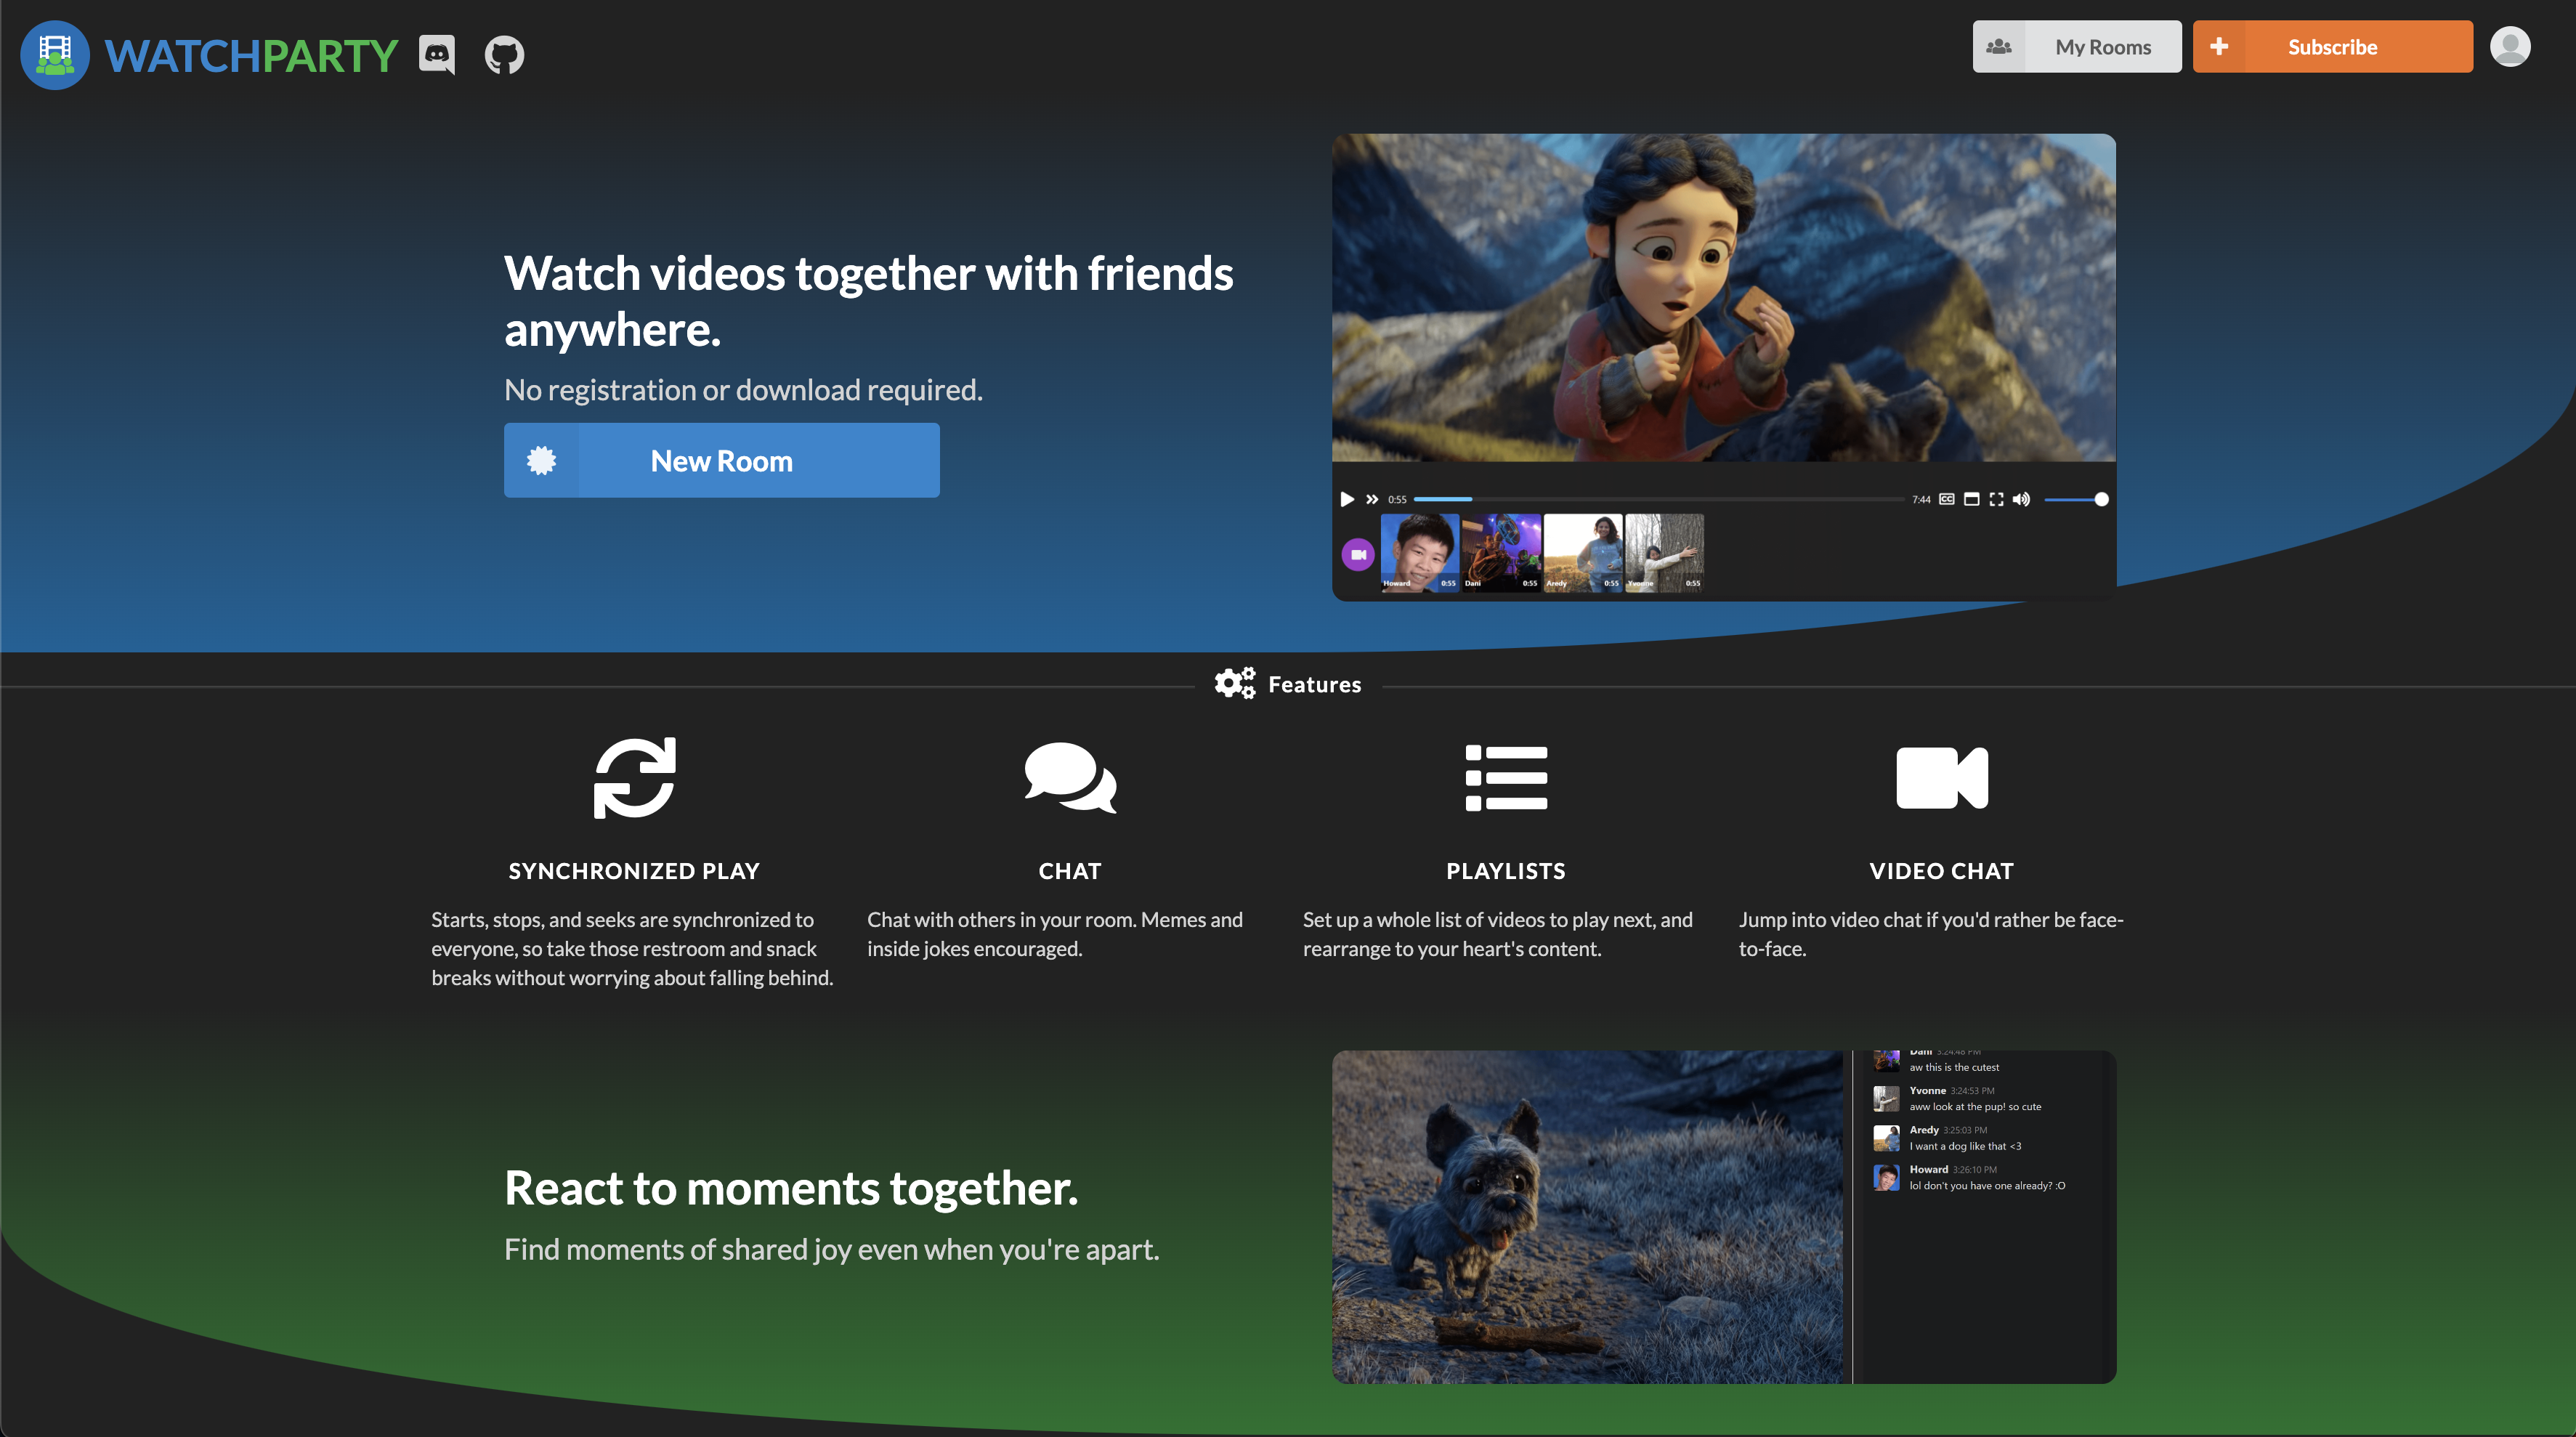 WATCHPARTY
My Rooms
Subscribe
Watch videos together with friends
anywhere.
No registration or download required.
New Room
0:55
7:44
CC
Howard 0:55
Dani 0:55
Aredy 0:55
Yvonne 0:55
Features
SYNCHRONIZED PLAY
Starts, stops, and seeks are synchronized to
everyone, so take those restroom and snack
breaks without worrying about falling behind.
CHAT
Chat with others in your room. Memes and
inside jokes encouraged.
PLAYLISTS
Set up a whole list of videos to play next, and
rearrange to your heart's content.
VIDEO CHAT
Jump into video chat if you'd rather be face-
to-face.
React to moments together.
Find moments of shared joy even when you're apart.
Dani 3:24:48 PM
aw this is the cutest
Yvonne 3:24:53 PM
aww look at the pup! so cute
Aredy 3:25:03 PM
I want a dog like that <3
Howard 3:26:10 PM
lol don't you have one already? :O